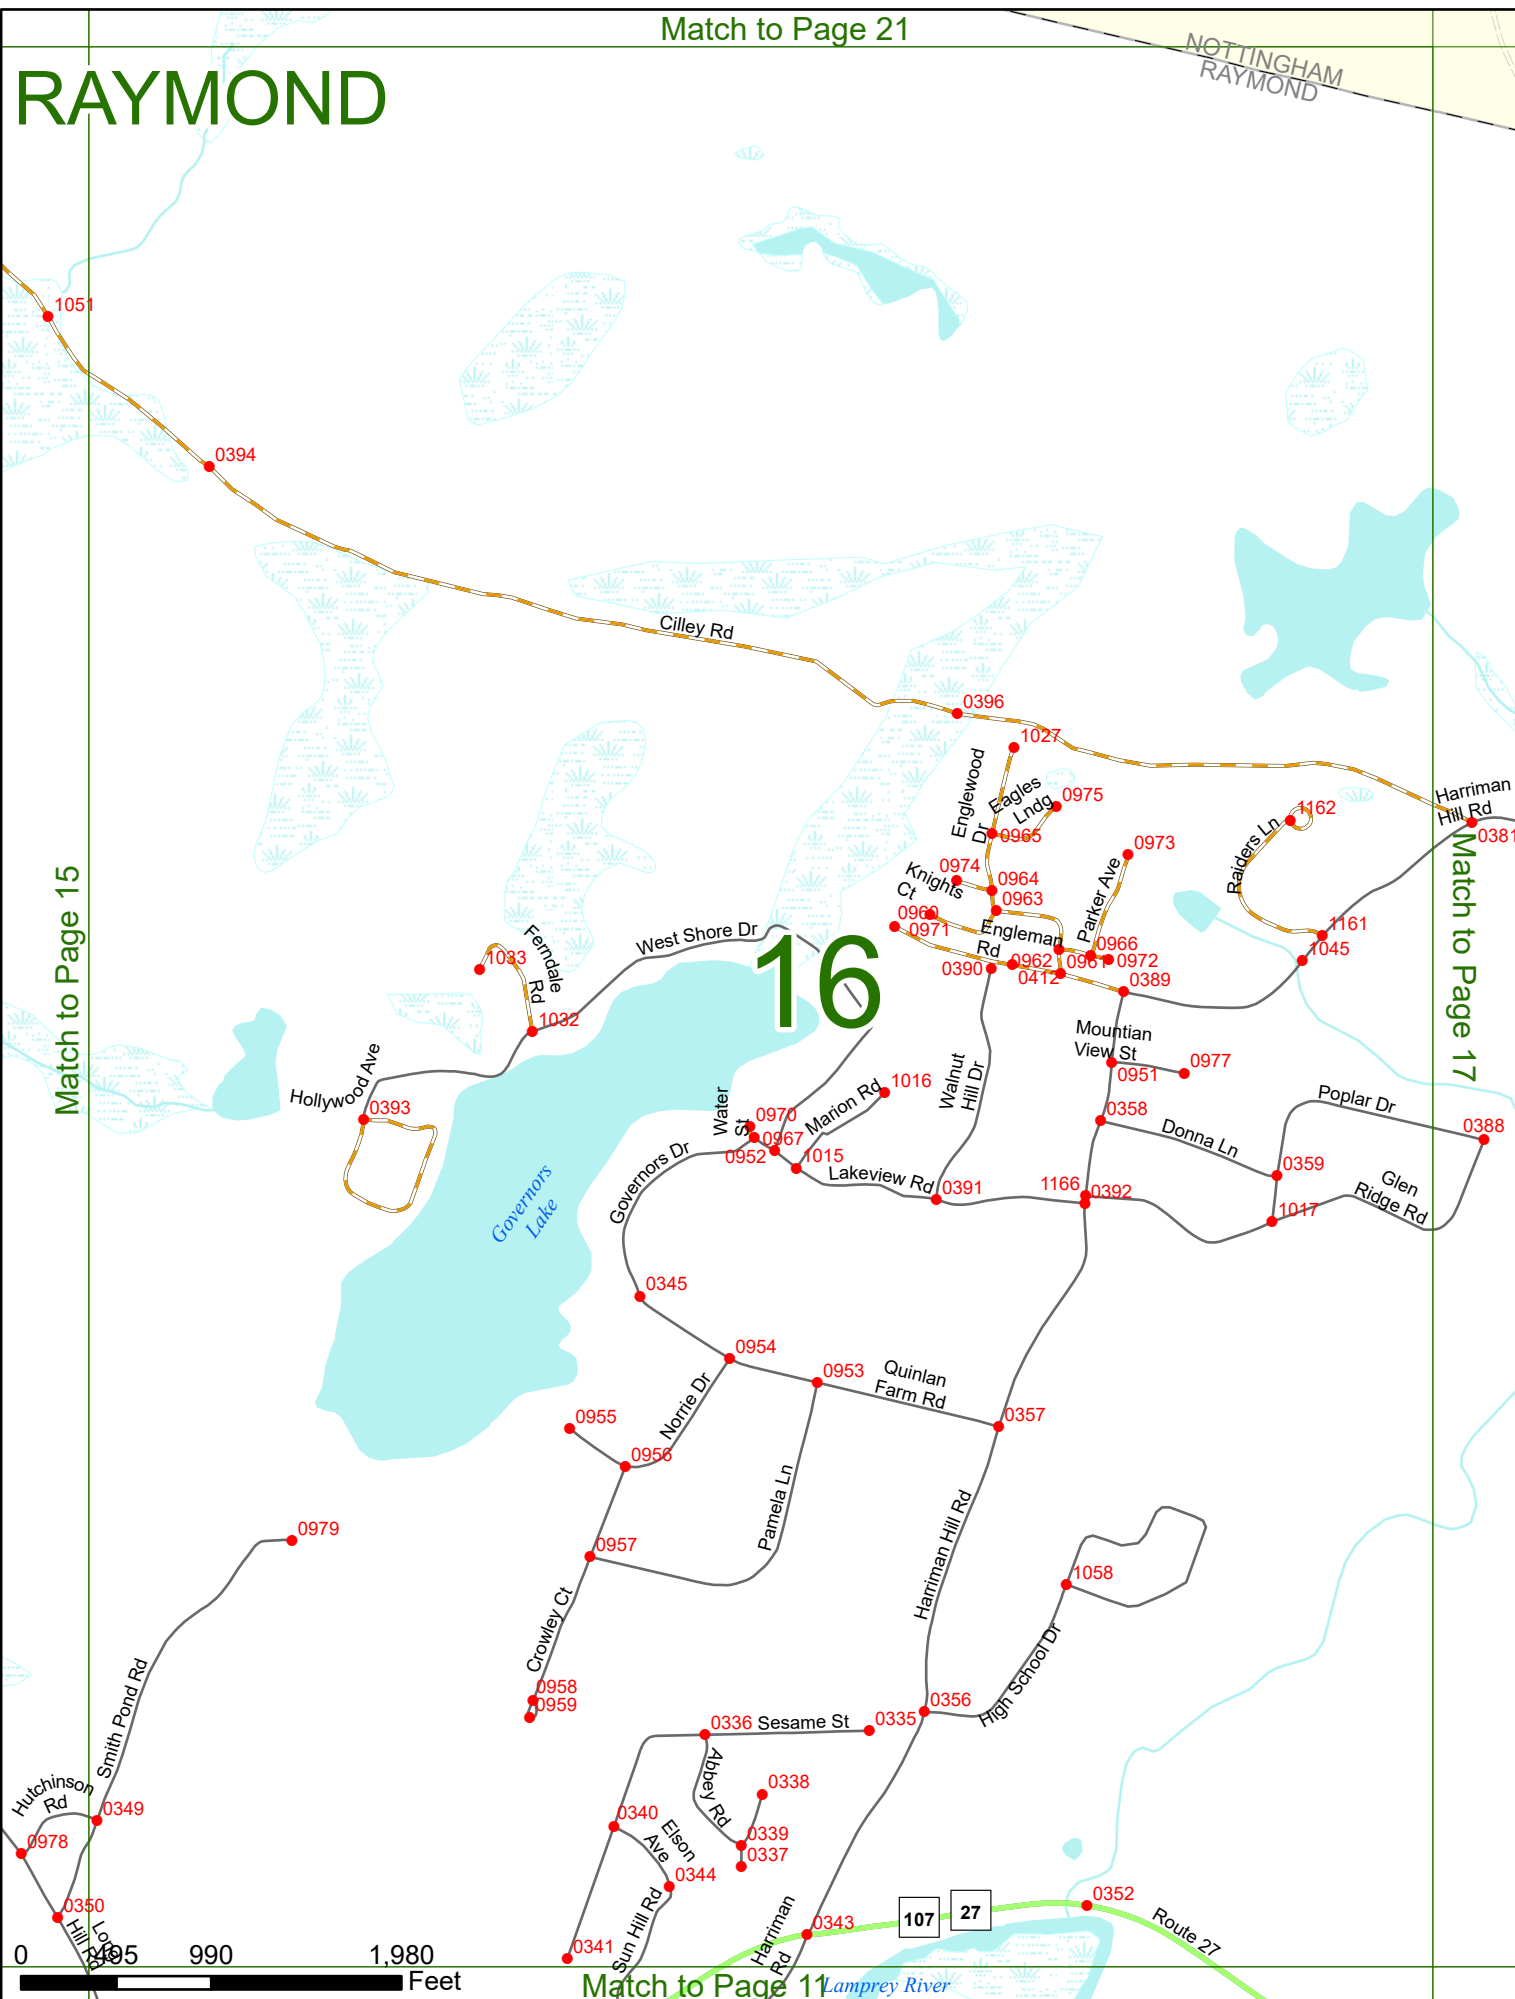 Match to Page 21
NOTTINGHAM
RAYMOND
RAYMOND
1051
0394
Cilley Rd
0396
1027
Englewood
Dr
Eagles
Lndg
0975
0965
Harriman
Hill Rd
0381
1162
Raiders Ln
0973
Parker Ave
0974
Knights
Ct
0964
0963
0960
0971
Engleman
Rd
0966
0972
0961
0962
0412
0390
0389
1161
1045
Match to Page 15
Match to Page 17
16
West Shore Dr
Ferndale
Rd
1033
1032
Hollywood Ave
0393
Mountian
View St
0951
0977
Walnut
Hill Dr
1016
Marion Rd
Water
St
0970
0967
0952
1015
Governors Dr
Lakeview Rd
0391
0358
Donna Ln
Poplar Dr
0388
0359
Glen
Ridge Rd
1017
1166
0392
Governors
Lake
0345
0954
0953
Quinlan
Farm Rd
0357
Norrie Dr
0955
0956
Pamela Ln
Harriman Hill Rd
0979
0957
1058
Crowley Ct
High School Dr
0958
0959
Smith Pond Rd
0356
0336
Sesame St
0335
Abbey Rd
0338
Hutchinson
Rd
0349
0340
Elson
Ave
0339
0337
0978
0344
0350
Long
Hill Rd
Sun Hill Rd
0341
Harriman
Rd
0343
107
27
0352
Route 27
0 495 990 1,980
Feet
Match to Page 11
Lamprey River